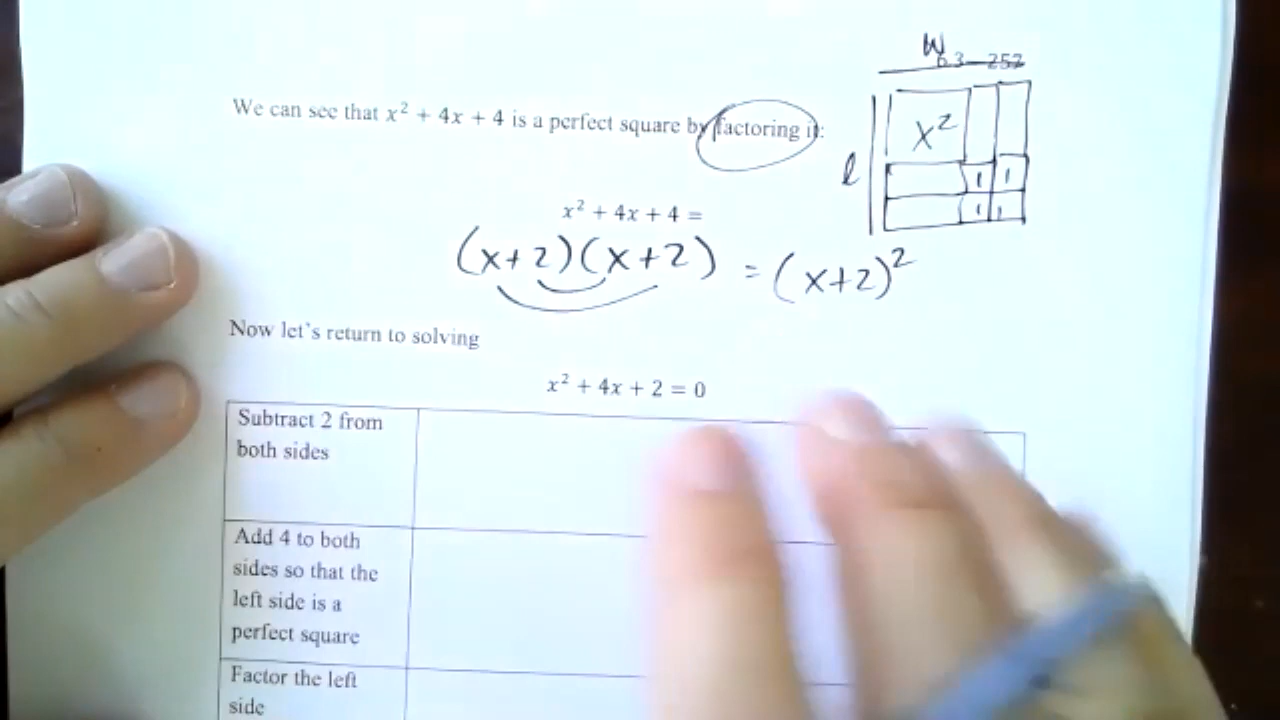 W
63–252
We can see that x² + 4x + 4 is a perfect square by factoring it:
x²
l
1 1
1 1
x² + 4x + 4 =
(x+2)(x+2) = (x+2)²
Now let's return to solving
x² + 4x + 2 = 0
Subtract 2 from
both sides
Add 4 to both
sides so that the
left side is a
perfect square
Factor the left
side